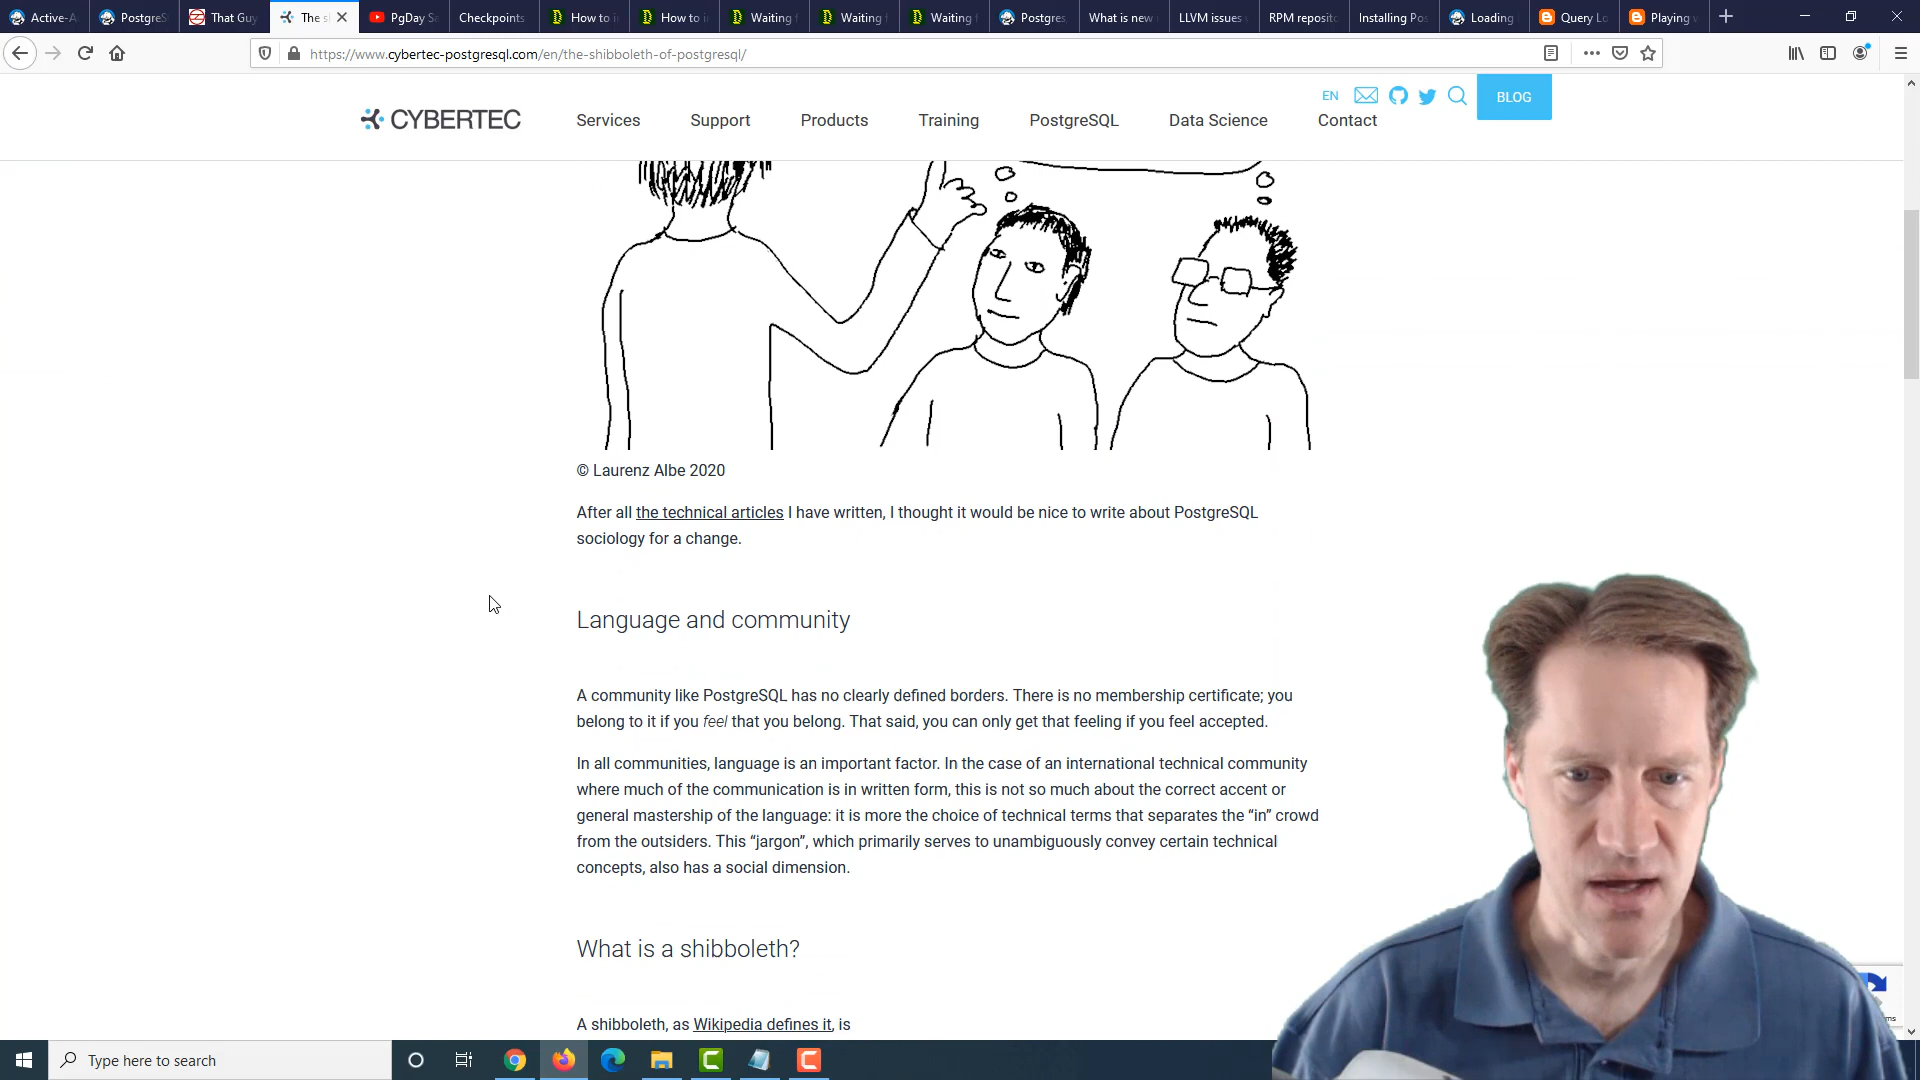 Active-A
PostgreS
That Guy
The s
PgDay Sa
Checkpoints
How to i
How to i
Waiting f
Waiting f
Waiting f
Postgres
What is new
LLVM issues
RPM reposito
Installing Pos
Loading
Query Lo
Playing w
https://www.cybertec-postgresql.com/en/the-shibboleth-of-postgresql/
EN
BLOG
CYBERTEC
Services
Support
Products
Training
PostgreSQL
Data Science
Contact
© Laurenz Albe 2020
After all the technical articles I have written, I thought it would be nice to write about PostgreSQL
sociology for a change.
Language and community
A community like PostgreSQL has no clearly defined borders. There is no membership certificate; you
belong to it if you feel that you belong. That said, you can only get that feeling if you feel accepted.
In all communities, language is an important factor. In the case of an international technical community
where much of the communication is in written form, this is not so much about the correct accent or
general mastership of the language: it is more the choice of technical terms that separates the “in” crowd
from the outsiders. This “jargon”, which primarily serves to unambiguously convey certain technical
concepts, also has a social dimension.
What is a shibboleth?
A shibboleth, as Wikipedia defines it, is
Type here to search